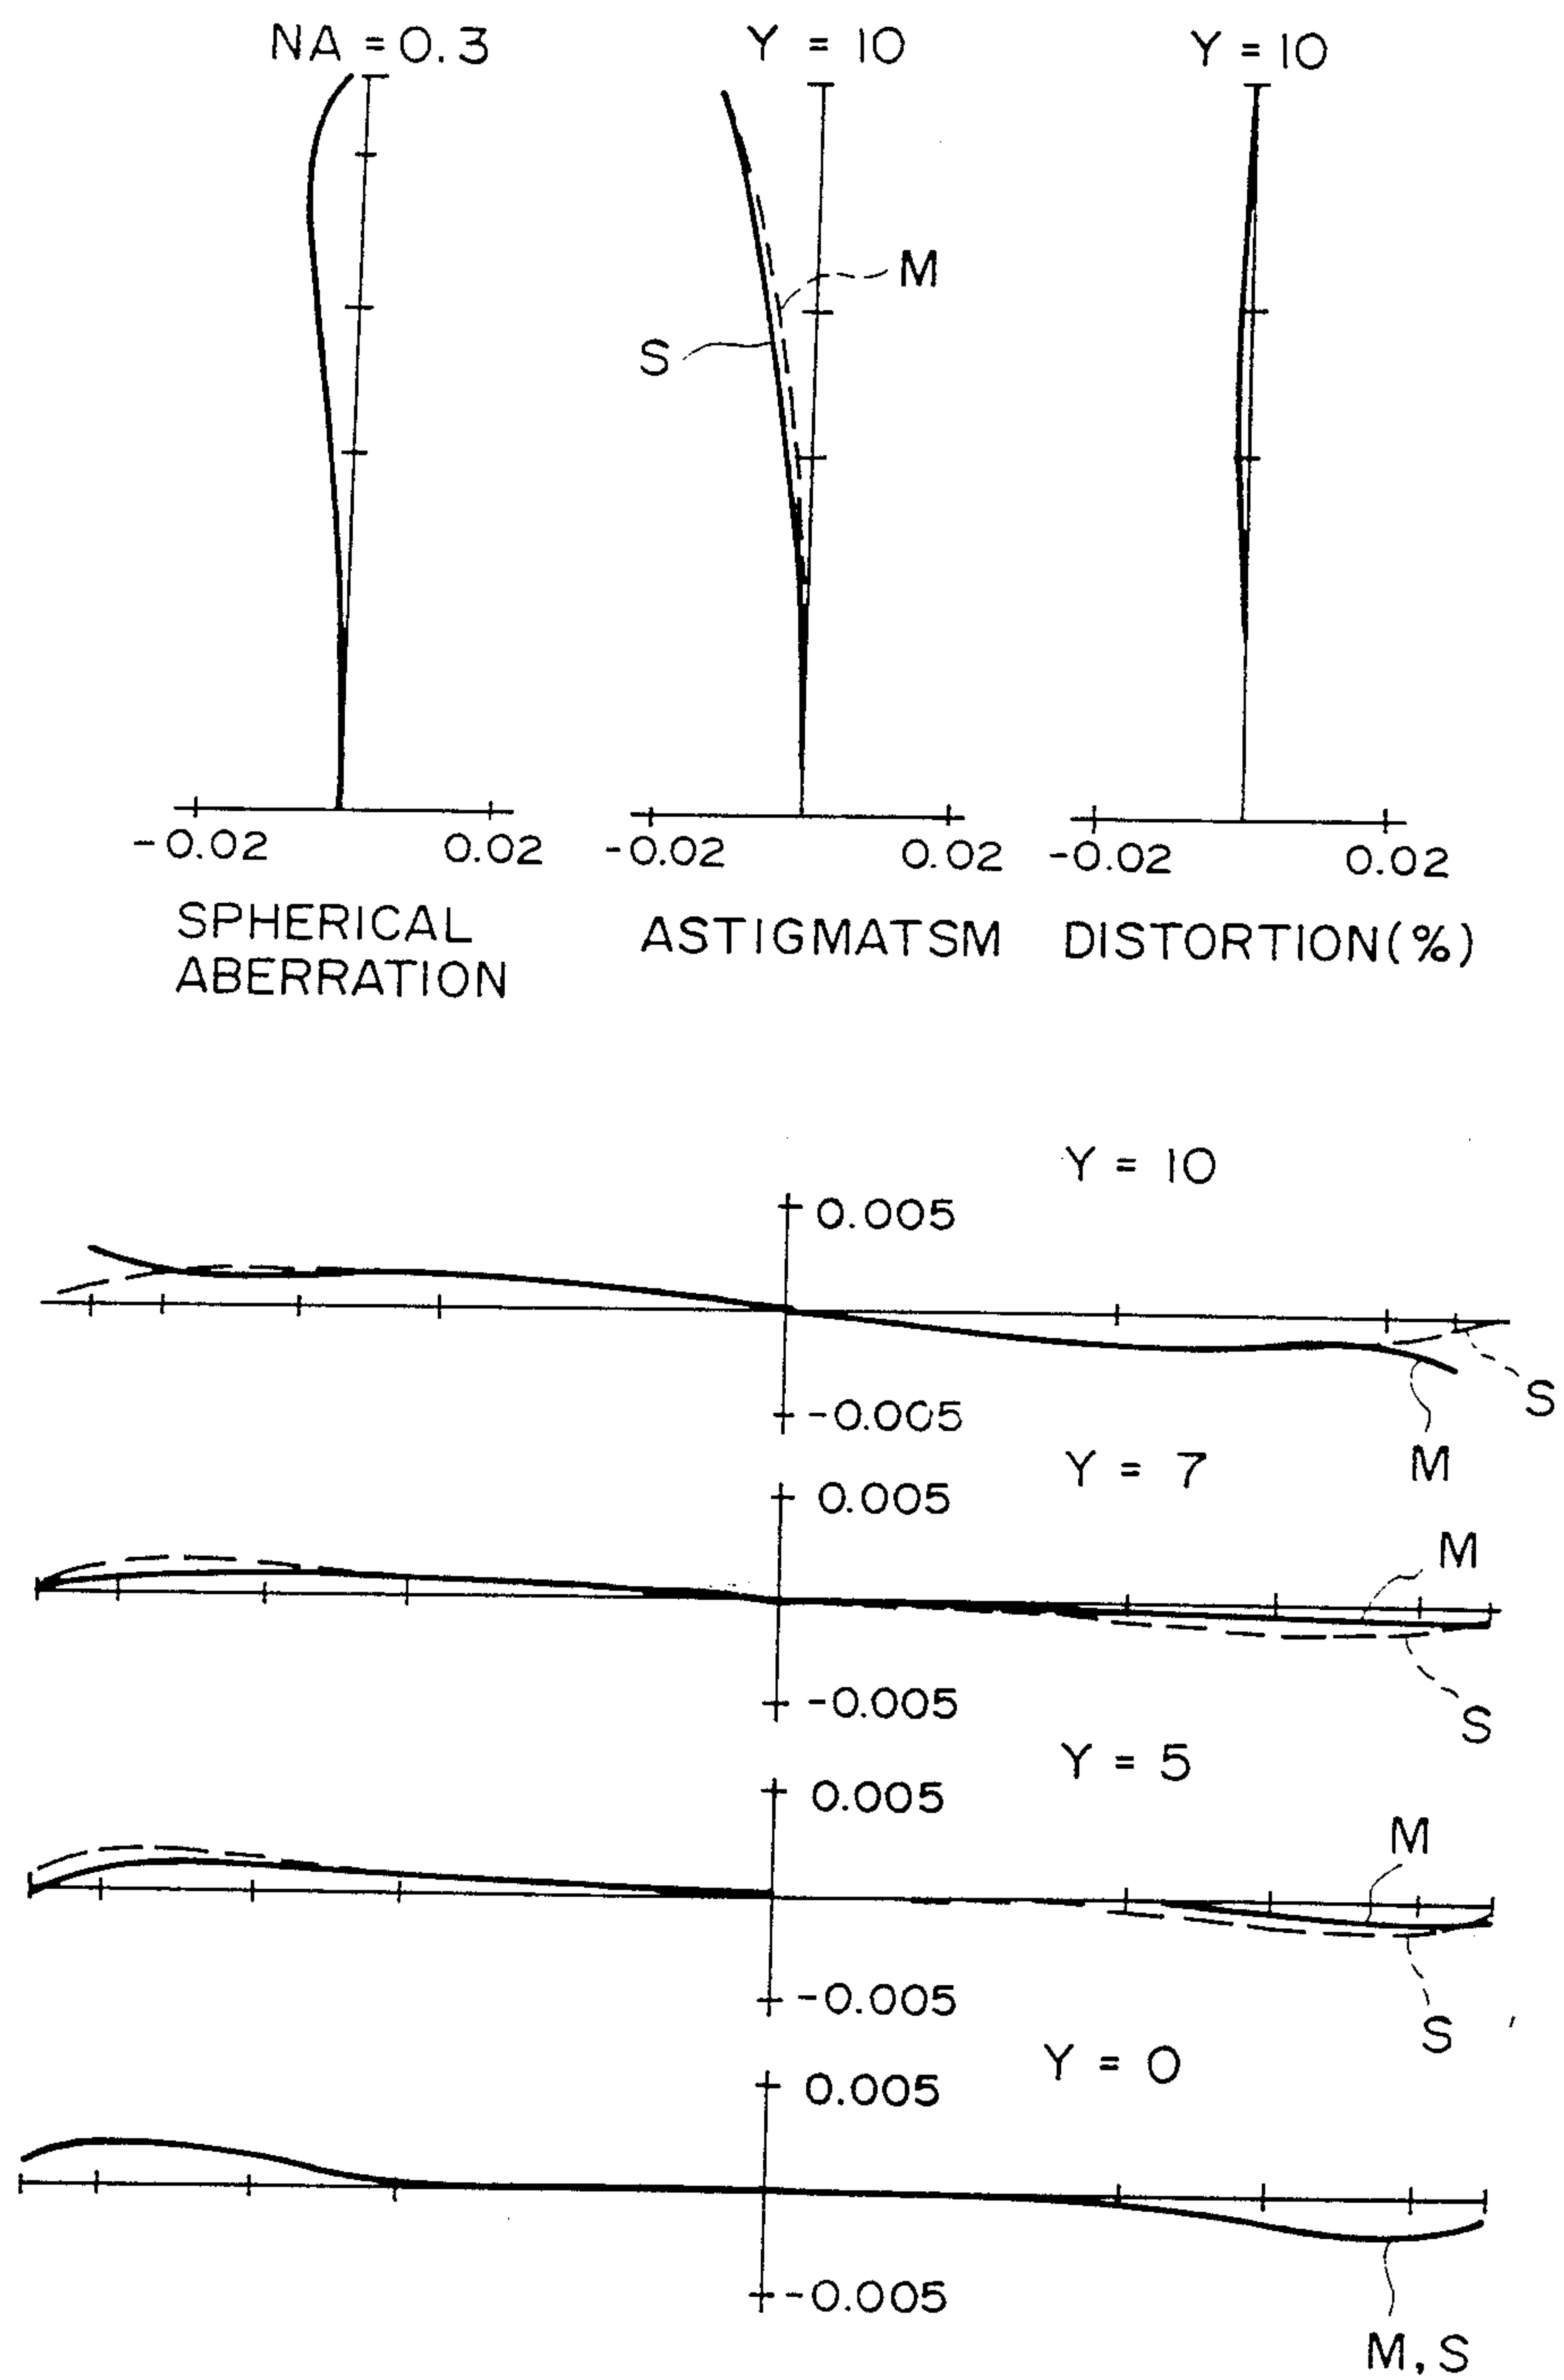 NA = 0.3
Y = 10
Y = 10
M
S
-0.02
0.02
-0.02
0.02
-0.02
0.02
SPHERICAL
ABERRATION
ASTIGMATSM
DISTORTION(%)
Y = 10
0.005
-0.005
S
M
Y = 7
0.005
-0.005
M
S
Y = 5
0.005
-0.005
M
S
Y = 0
0.005
-0.005
M, S